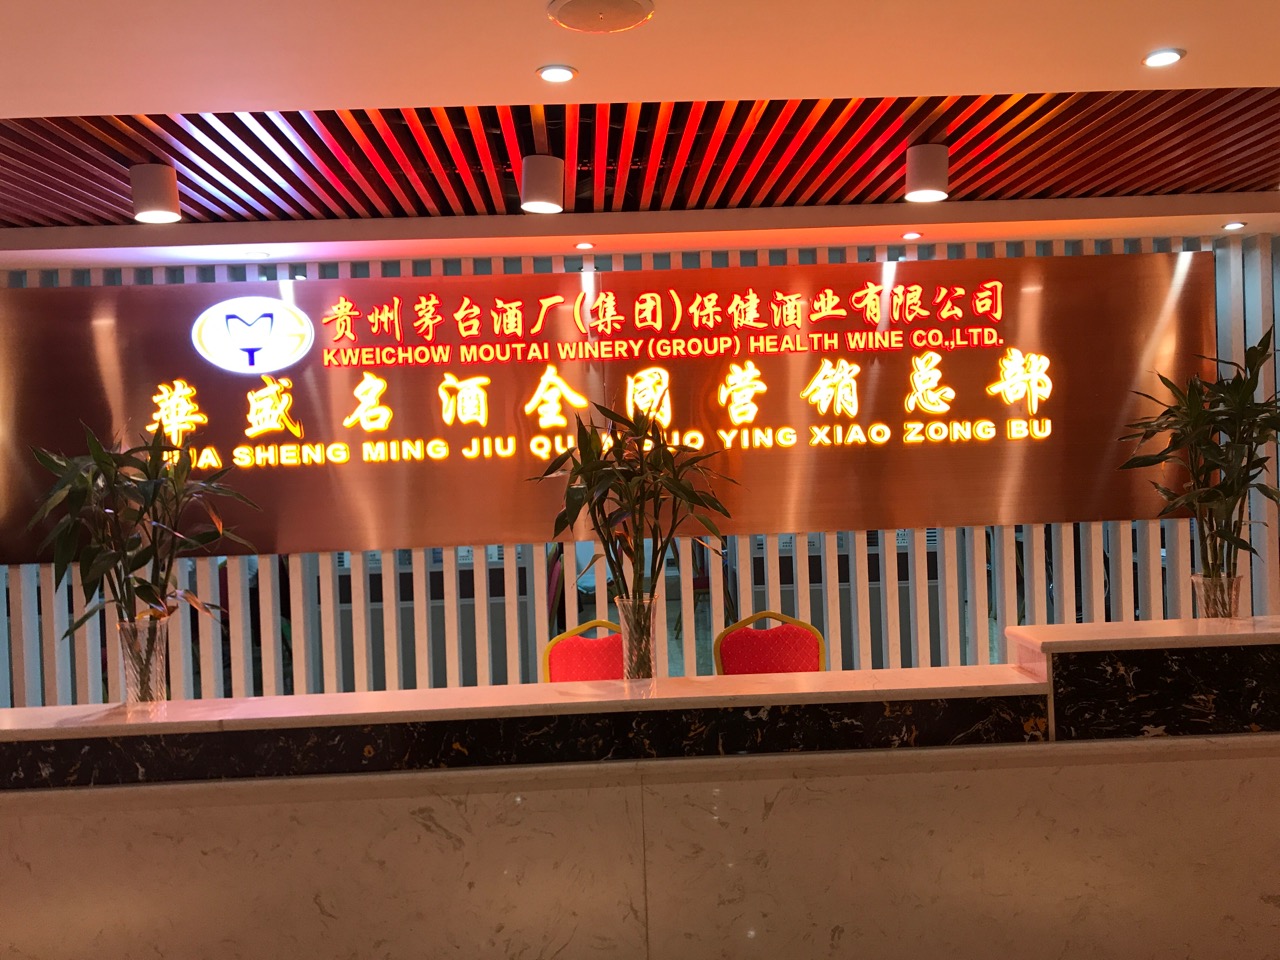 贵州茅台酒厂(集团)保健酒业有限公司
KWEICHOW MOUTAI WINERY (GROUP) HEALTH WINE CO.,LTD.
華盛名酒全國营销总部
SHENG MING JIU YING XIAO ZONG BU